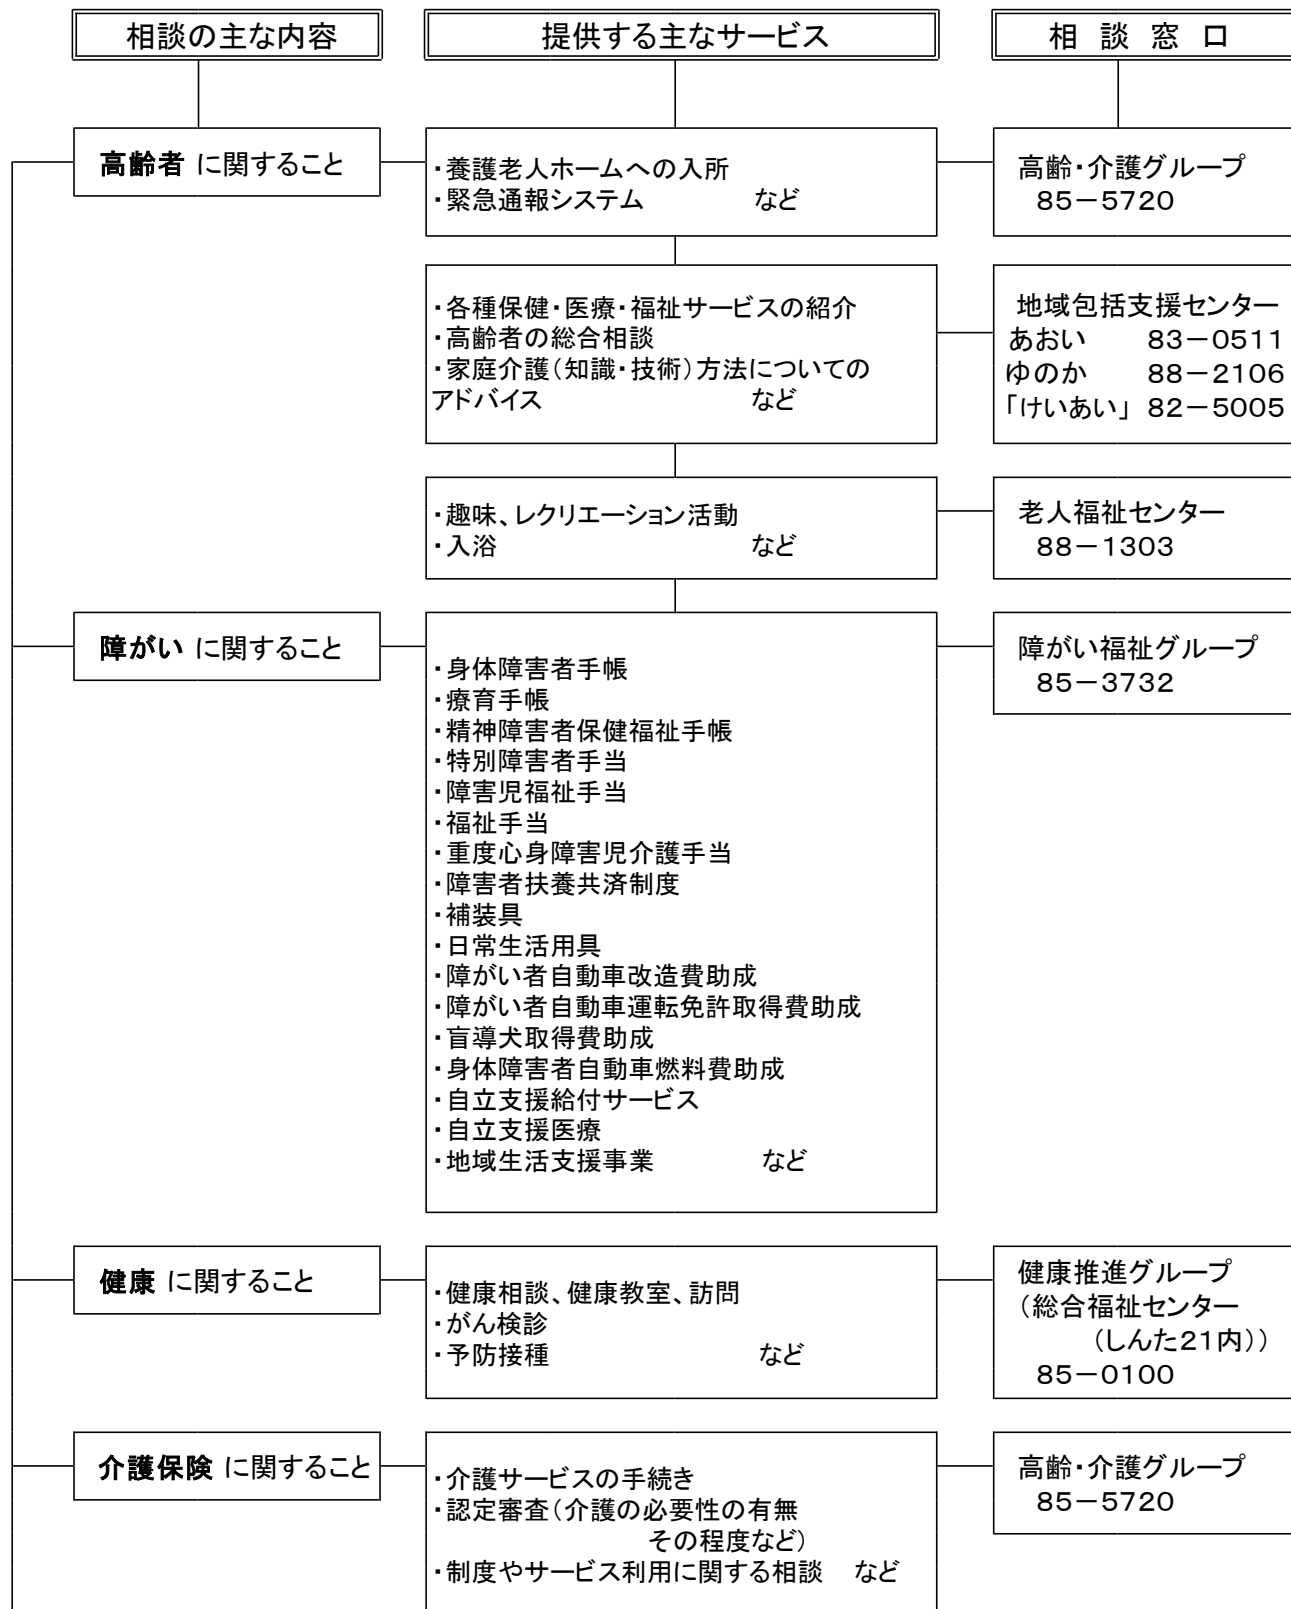 相談の主な内容
提供する主なサービス
相 談 窓 口
高齢者 に関すること
・養護老人ホームへの入所
・緊急通報システム など
高齢・介護グループ
85－5720
・各種保健・医療・福祉サービスの紹介
・高齢者の総合相談
・家庭介護（知識・技術）方法についての
アドバイス など
地域包括支援センター
あおい 83－0511
ゆのか 88－2106
「けいあい」 82－5005
・趣味、レクリエーション活動
・入浴 など
老人福祉センター
88－1303
障がい に関すること
・身体障害者手帳
・療育手帳
・精神障害者保健福祉手帳
・特別障害者手当
・障害児福祉手当
・福祉手当
・重度心身障害児介護手当
・障害者扶養共済制度
・補装具
・日常生活用具
・障がい者自動車改造費助成
・障がい者自動車運転免許取得費助成
・盲導犬取得費助成
・身体障害者自動車燃料費助成
・自立支援給付サービス
・自立支援医療
・地域生活支援事業 など
障がい福祉グループ
85－3732
健康 に関すること
・健康相談、健康教室、訪問
・がん検診
・予防接種 など
健康推進グループ
（総合福祉センター
（しんた21内））
85－0100
介護保険 に関すること
・介護サービスの手続き
・認定審査（介護の必要性の有無
その程度など）
・制度やサービス利用に関する相談 など
高齢・介護グループ
85－5720